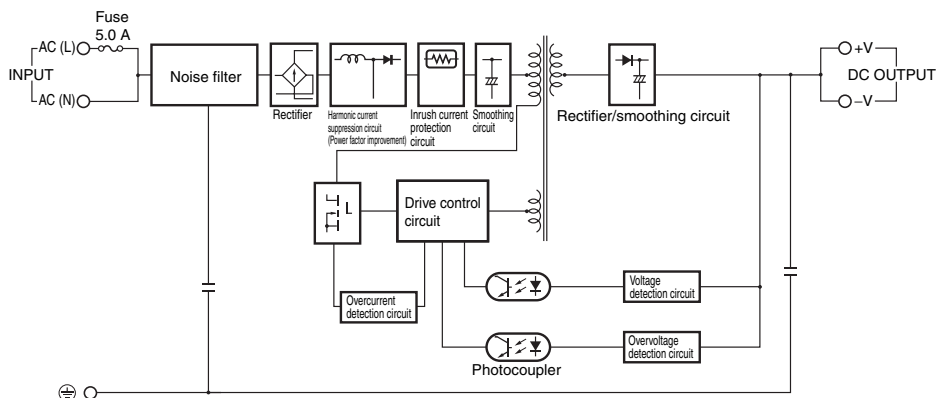 Fuse
5.0 A
AC (L)
INPUT
AC (N)
Noise filter
Rectifier
Harmonic current
suppression circuit
(Power factor improvement)
Inrush current
protection
circuit
Smoothing
circuit
Rectifier/smoothing circuit
+V
DC OUTPUT
–V
Drive control
circuit
Overcurrent
detection circuit
Voltage
detection circuit
Overvoltage
detection circuit
Photocoupler